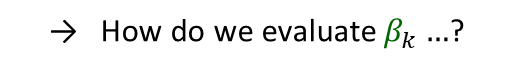 → How do we evaluate βₖ ...?